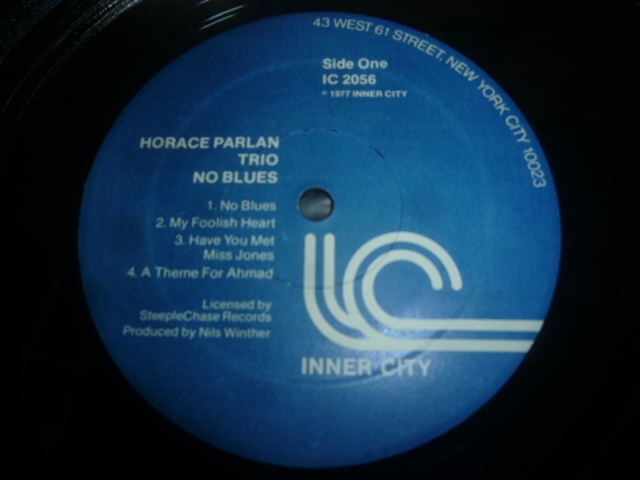 43 WEST 61 STREET, NEW YORK CITY 10023
Side One
IC 2056
℗ 1977 INNER CITY
HORACE PARLAN
TRIO
NO BLUES
1. No Blues
2. My Foolish Heart
3. Have You Met
Miss Jones
4. A Theme For Ahmad
Licensed by
SteepleChase Records
Produced by Nils Winther
IC
INNER CITY